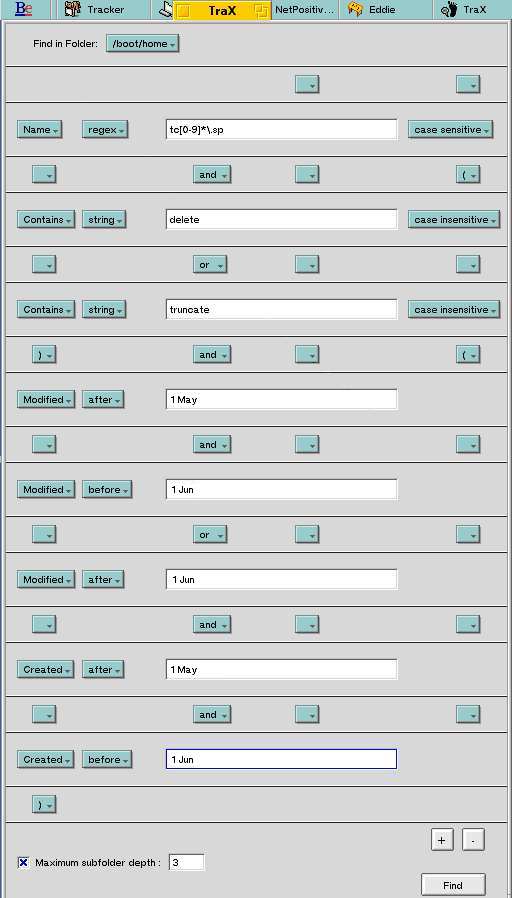 Be Tracker TraX NetPositiv... Eddie TraX
Find in Folder: /boot/home
Name regex tc[0-9]*\.sp case sensitive
and (
Contains string delete case insensitive
or
Contains string truncate case insensitive
) and (
Modified after 1 May
and
Modified before 1 Jun
or
Modified after 1 Jun
and
Created after 1 May
and
Created before 1 Jun
)
+ -
X Maximum subfolder depth : 3
Find